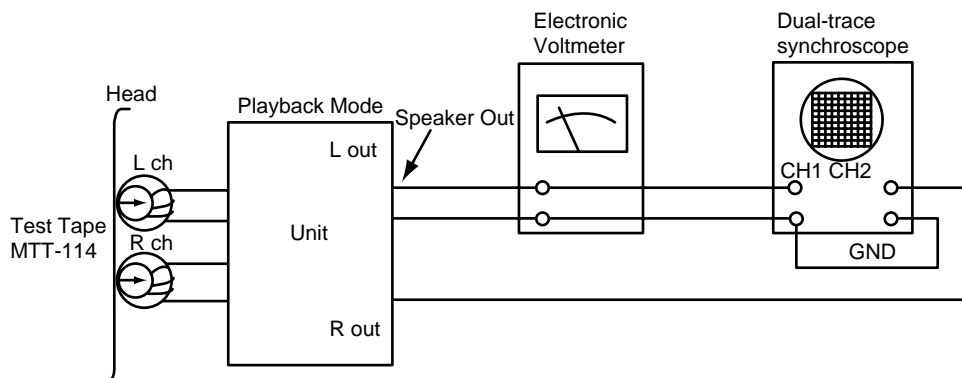 Electronic
Voltmeter
Dual-trace
synchroscope
Head
Playback Mode
Speaker Out
L out
L ch
CH1 CH2
Test Tape
MTT-114
Unit
R ch
GND
R out